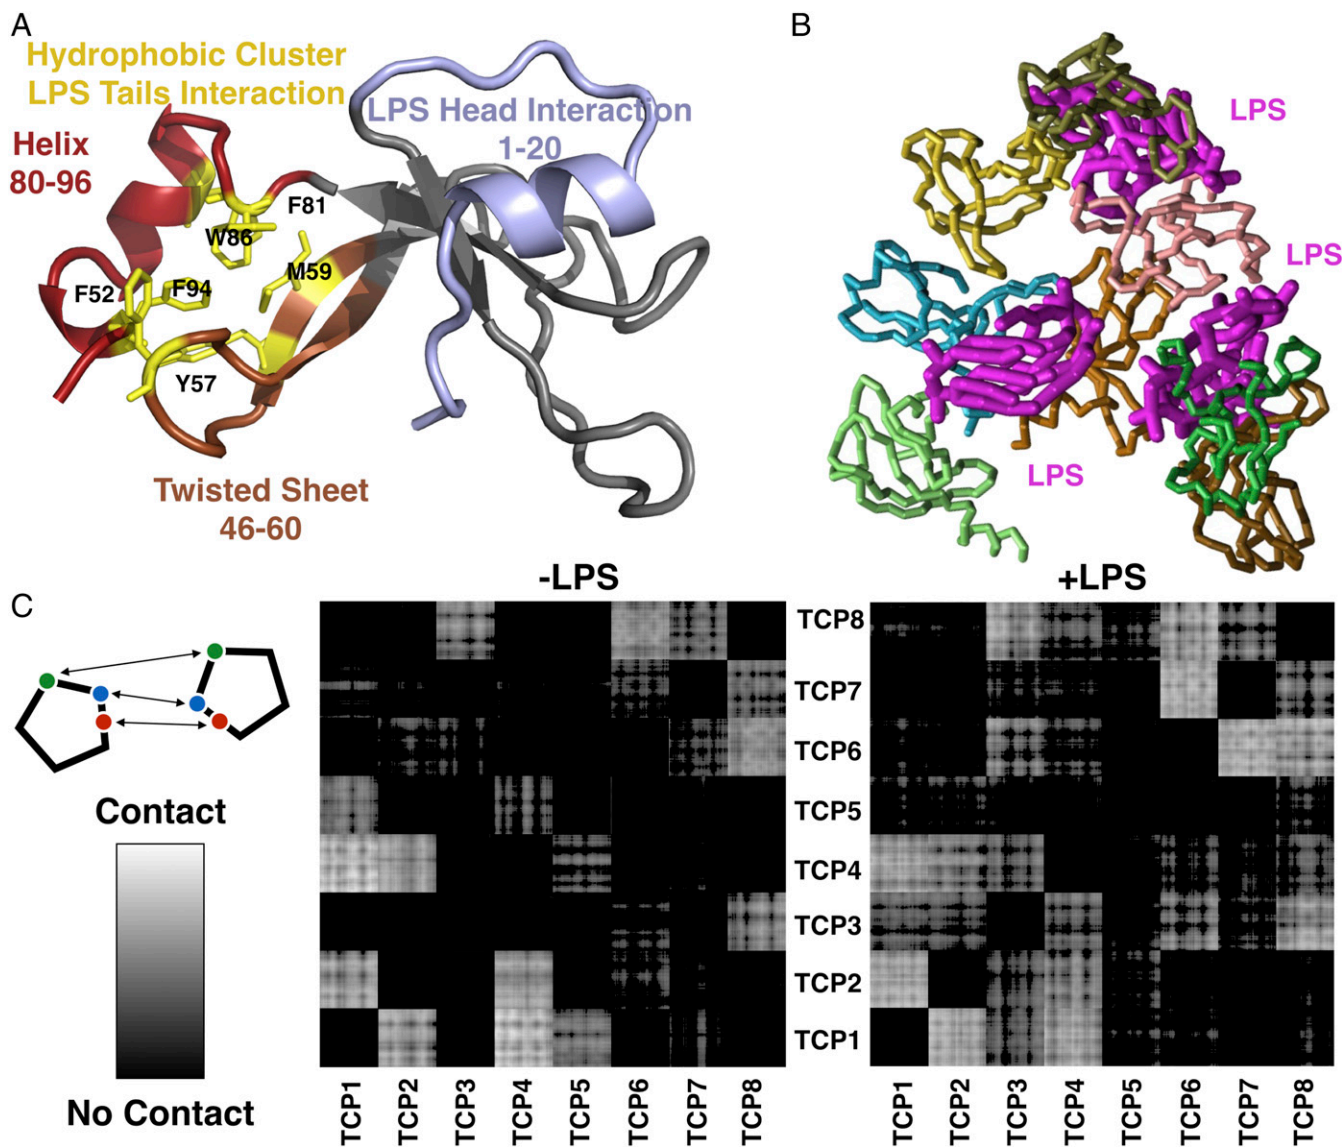 A
Hydrophobic Cluster
LPS Tails Interaction
Helix
80-96
LPS Head Interaction
1-20
F81
W86
M59
F52
F94
Y57
Twisted Sheet
46-60
B
LPS
LPS
LPS
C
Contact
No Contact
-LPS
+LPS
TCP8
TCP7
TCP6
TCP5
TCP4
TCP3
TCP2
TCP1
TCP1
TCP2
TCP3
TCP4
TCP5
TCP6
TCP7
TCP8
TCP1
TCP2
TCP3
TCP4
TCP5
TCP6
TCP7
TCP8